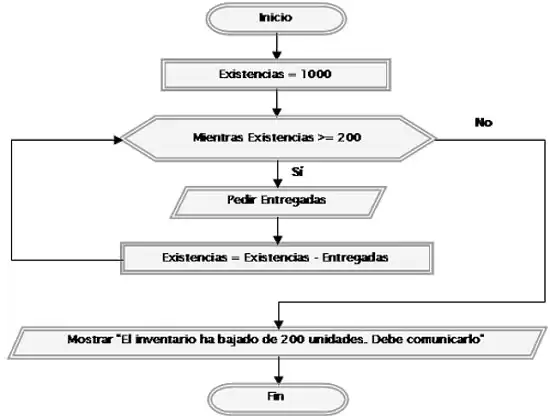 Inicio
Existencias = 1000
Mientras Existencias >= 200
No
Sí
Pedir Entregadas
Existencias = Existencias - Entregadas
Mostrar "El inventario ha bajado de 200 unidades. Debe comunicarlo"
Fin